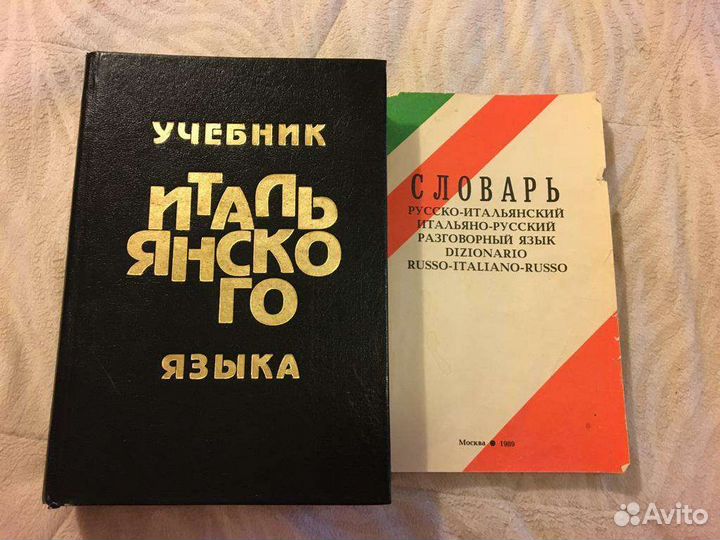 УЧЕБНИК
ИТАЛЬ
ЯНСКО
ГО
ЯЗЫКА
СЛОВАРЬ
РУССКО-ИТАЛЬЯНСКИЙ
ИТАЛЬЯНО-РУССКИЙ
РАЗГОВОРНЫЙ ЯЗЫК
DIZIONARIO
RUSSO-ITALIANO-RUSSO
Москва ● 1989
Avito